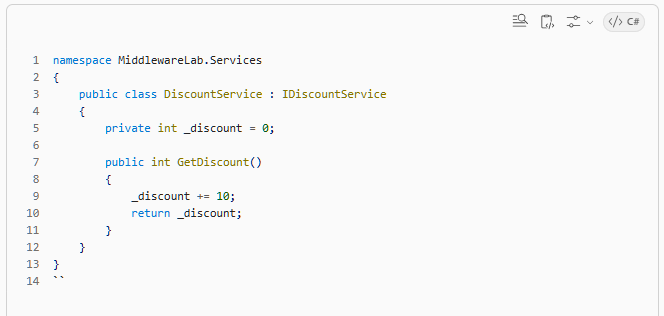 </> C#
1 namespace MiddlewareLab.Services
2 {
3     public class DiscountService : IDiscountService
4     {
5         private int _discount = 0;
6
7         public int GetDiscount()
8         {
9             _discount += 10;
10             return _discount;
11         }
12     }
13 }
14 ``